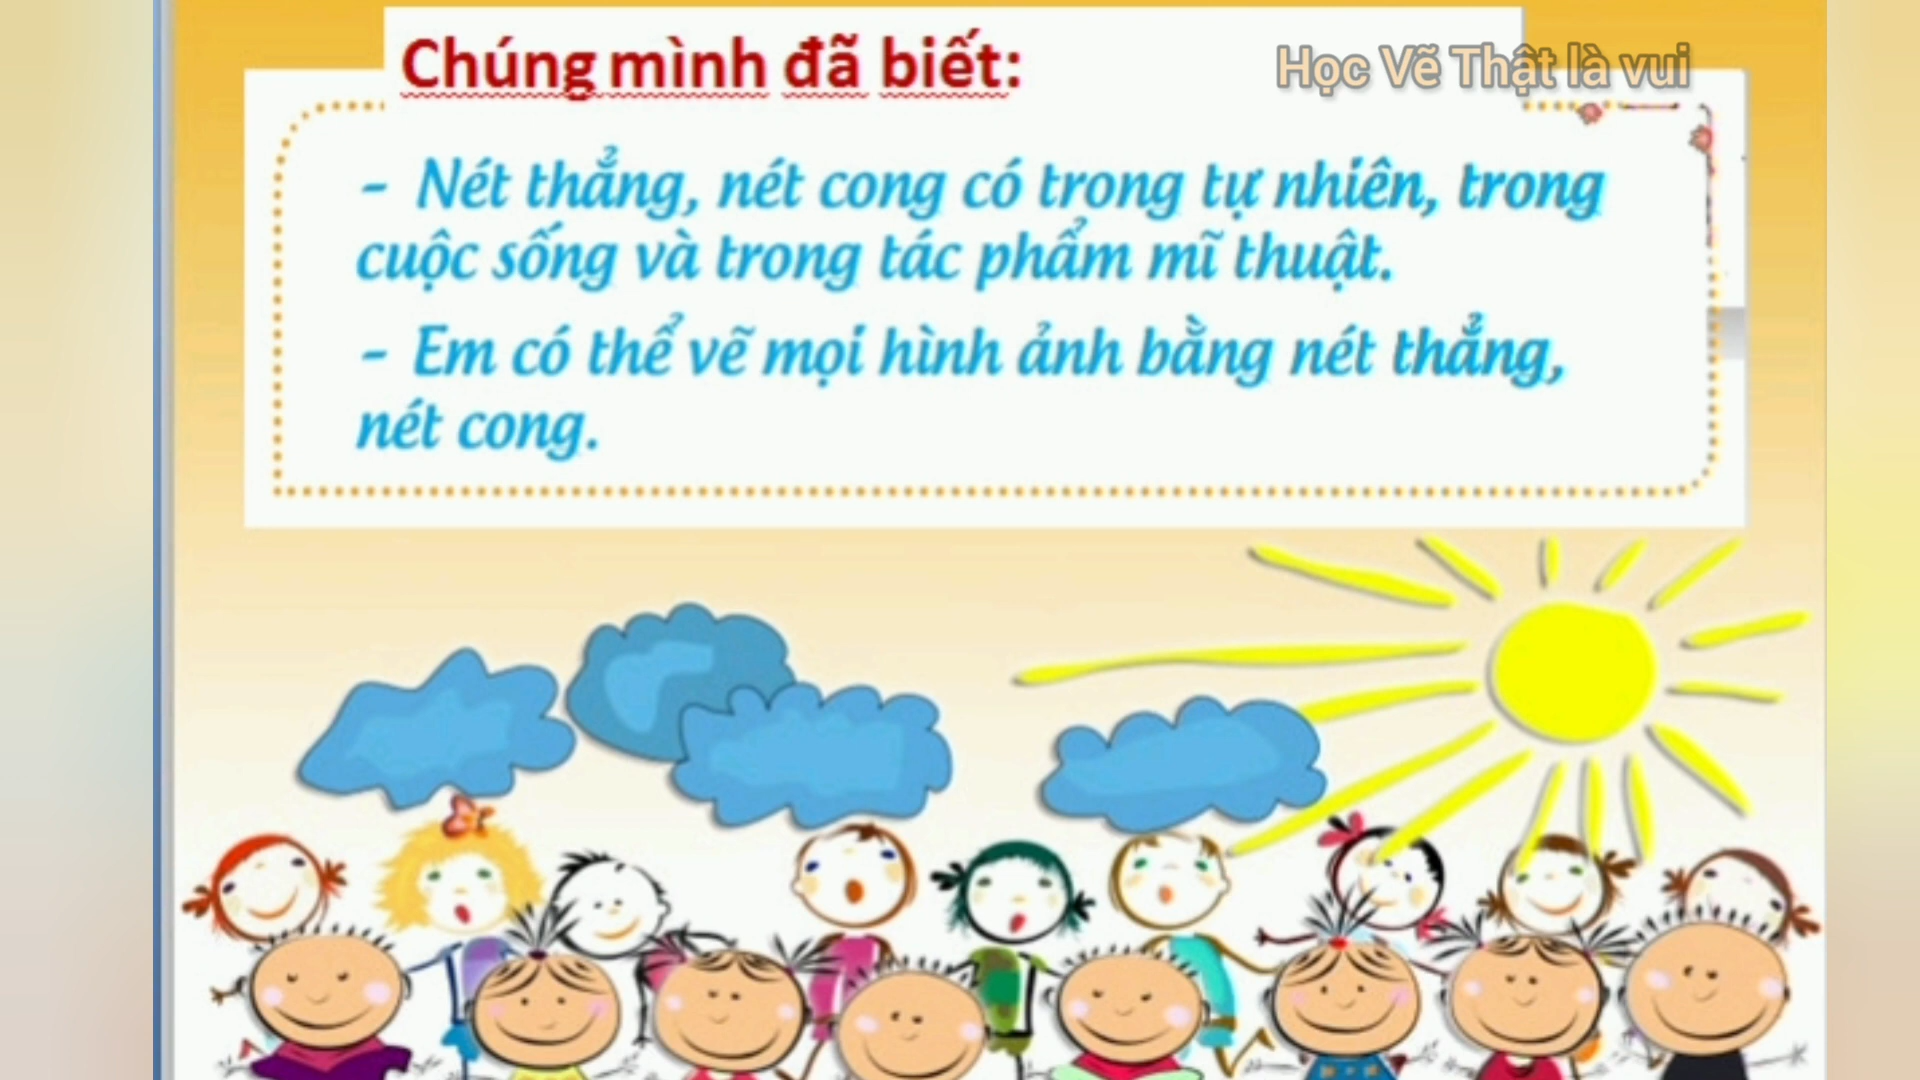 Chúng mình đã biết:
Học Vẽ Thật là vui
- Nét thẳng, nét cong có trong tự nhiên, trong
cuộc sống và trong tác phẩm mĩ thuật.
- Em có thể vẽ mọi hình ảnh bằng nét thẳng,
nét cong.